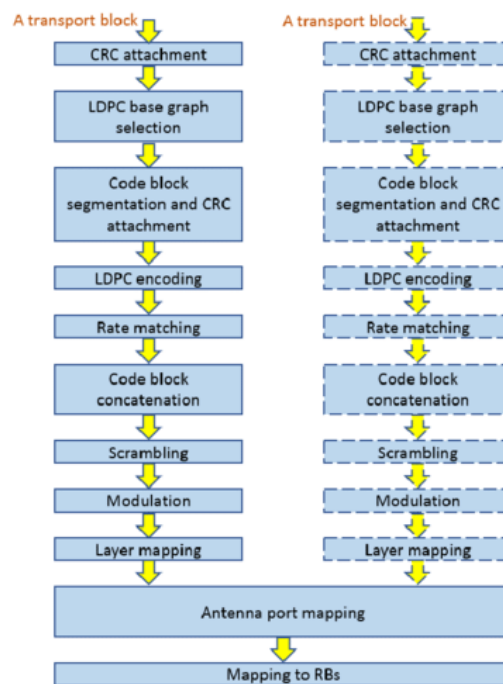 A transport block
CRC attachment
LDPC base graph
selection
Code block
segmentation and CRC
attachment
LDPC encoding
Rate matching
Code block
concatenation
Scrambling
Modulation
Layer mapping
A transport block
CRC attachment
LDPC base graph
selection
Code block
segmentation and CRC
attachment
LDPC encoding
Rate matching
Code block
concatenation
Scrambling
Modulation
Layer mapping
Antenna port mapping
Mapping to RBs